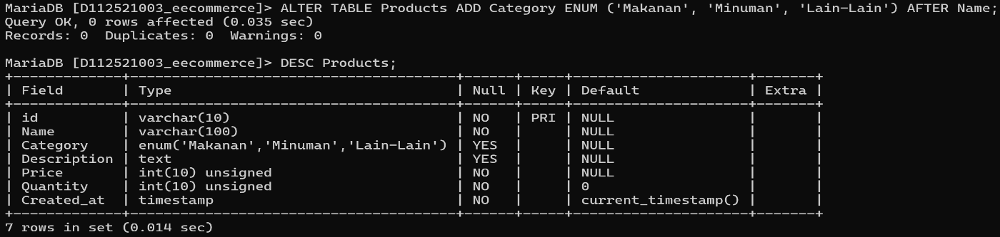 MariaDB [D112521003_eecommerce]> ALTER TABLE Products ADD Category ENUM ('Makanan', 'Minuman', 'Lain-Lain') AFTER Name;
Query OK, 0 rows affected (0.035 sec)
Records: 0  Duplicates: 0  Warnings: 0

MariaDB [D112521003_eecommerce]> DESC Products;
+-------------+---------------------------------------+------+-----+---------------------+-------+
| Field       | Type                                  | Null | Key | Default             | Extra |
+-------------+---------------------------------------+------+-----+---------------------+-------+
| id          | varchar(10)                           | NO   | PRI | NULL                |       |
| Name        | varchar(100)                          | NO   |     | NULL                |       |
| Category    | enum('Makanan','Minuman','Lain-Lain') | YES  |     | NULL                |       |
| Description | text                                  | YES  |     | NULL                |       |
| Price       | int(10) unsigned                      | NO   |     | NULL                |       |
| Quantity    | int(10) unsigned                      | NO   |     | 0                   |       |
| Created_at  | timestamp                             | NO   |     | current_timestamp() |       |
+-------------+---------------------------------------+------+-----+---------------------+-------+
7 rows in set (0.014 sec)